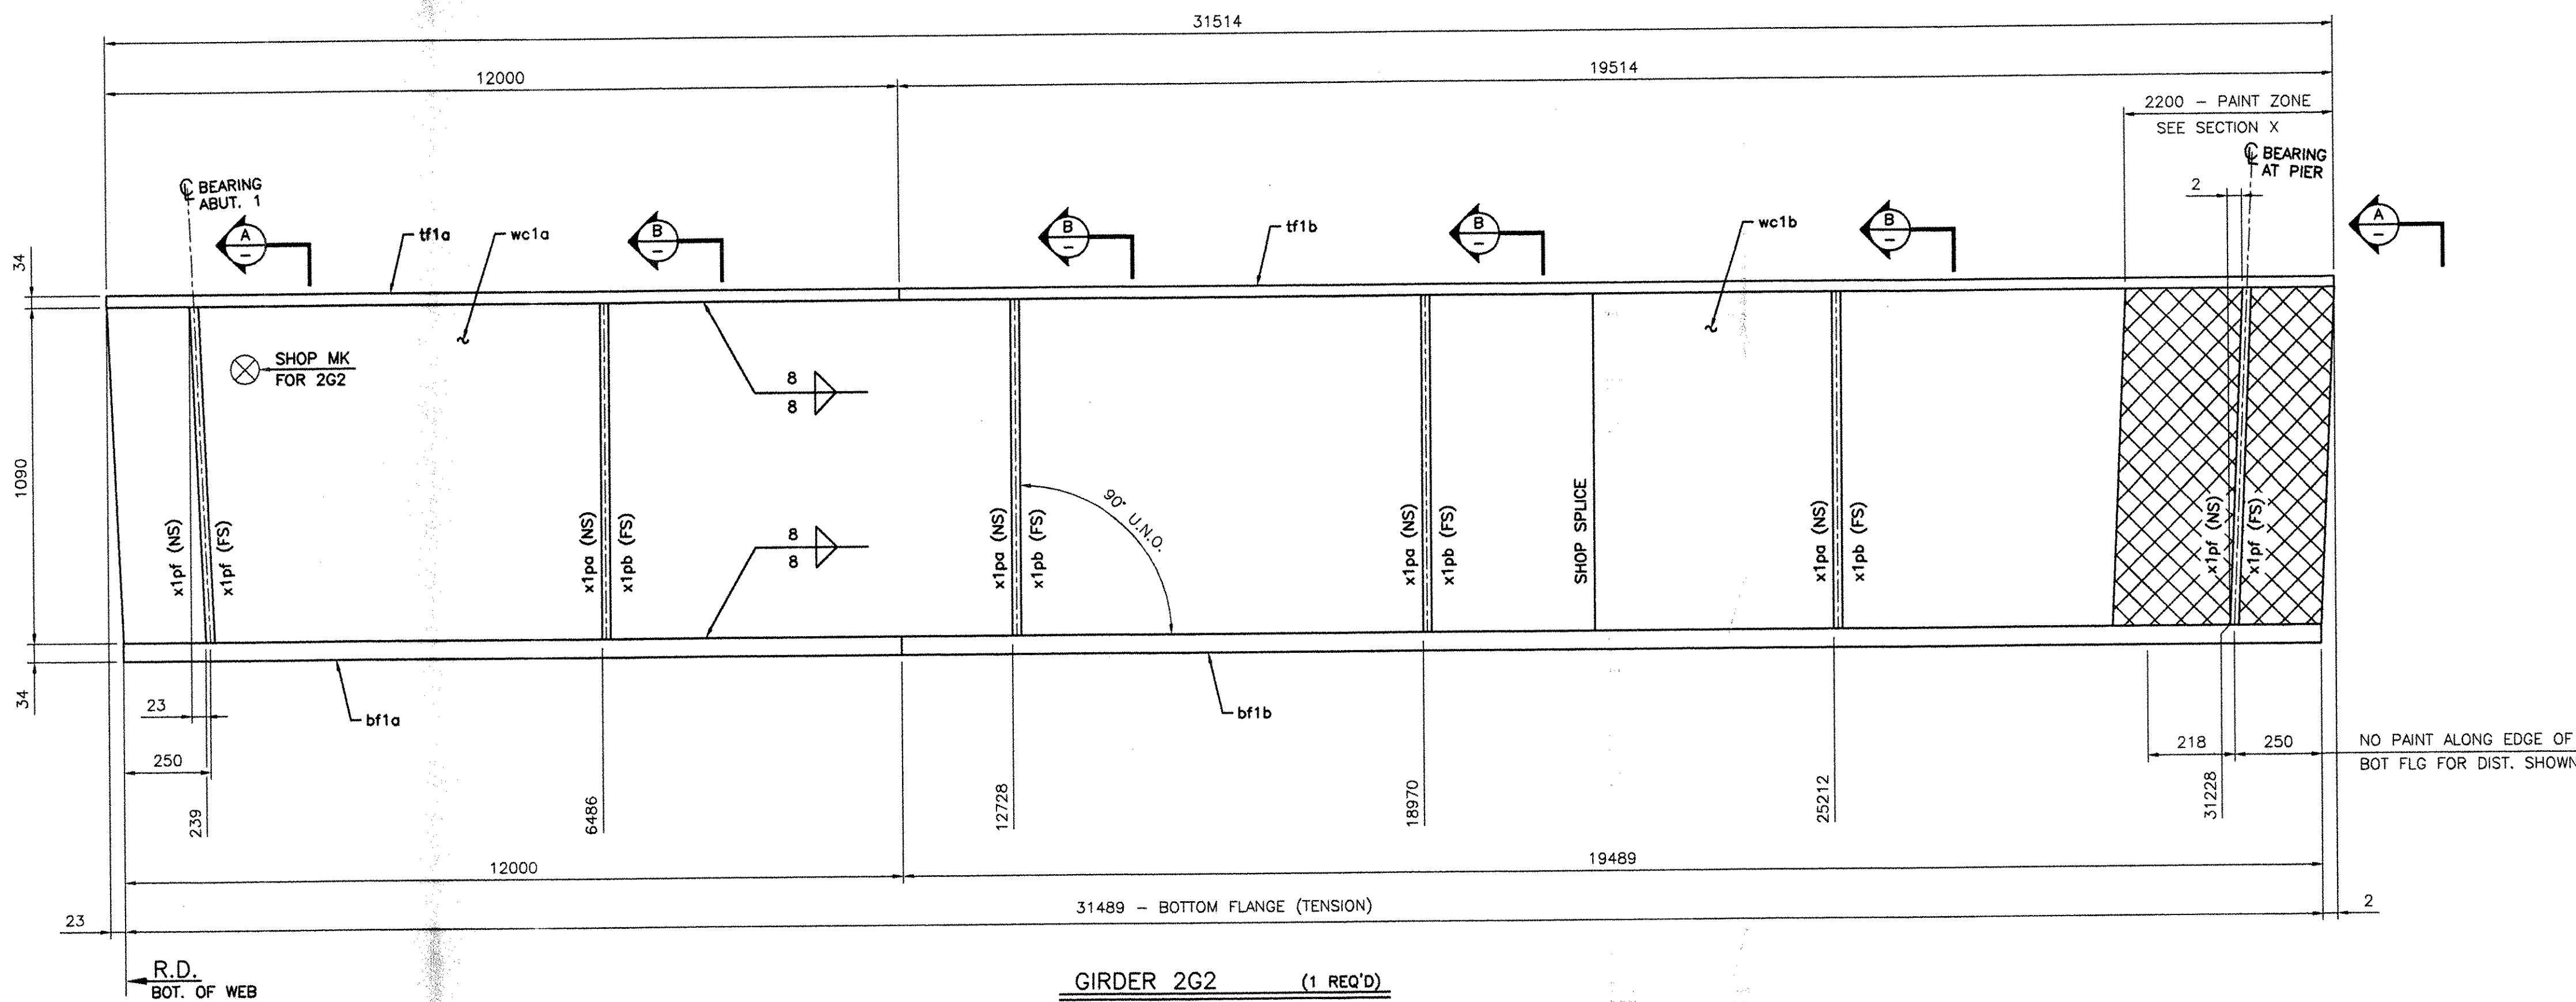 31514
12000
19514
2200 - PAINT ZONE
SEE SECTION X
℄ BEARING
ABUT. 1
℄ BEARING
AT PIER
2
A
–
B
–
B
–
B
–
B
–
A
–
tf1a
wc1a
tf1b
wc1b
34
1090
34
SHOP MK
FOR 2G2
8
8
8
8
90° U.N.O.
x1pf (NS)
x1pf (FS)
x1pa (NS)
x1pb (FS)
x1pa (NS)
x1pb (FS)
x1pa (NS)
x1pb (FS)
SHOP SPLICE
x1pa (NS)
x1pb (FS)
x1pf (NS)
x1pf (FS)
bf1a
bf1b
23
250
218
250
NO PAINT ALONG EDGE OF
BOT FLG FOR DIST. SHOWN
239
6486
12728
18970
25212
31228
12000
19489
23
31489 - BOTTOM FLANGE (TENSION)
2
R.D.
BOT. OF WEB
GIRDER 2G2 (1 REQ'D)